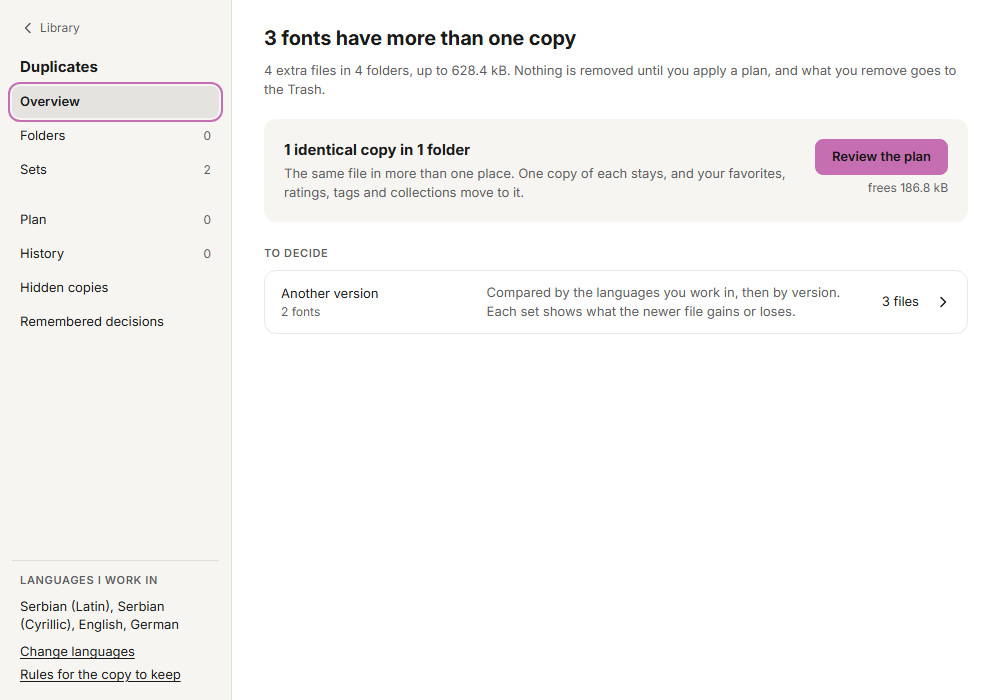 Library
Duplicates
Overview
Folders 0
Sets 2
Plan 0
History 0
Hidden copies
Remembered decisions
LANGUAGES I WORK IN
Serbian (Latin), Serbian
(Cyrillic), English, German
Change languages
Rules for the copy to keep
3 fonts have more than one copy
4 extra files in 4 folders, up to 628.4 kB. Nothing is removed until you apply a plan, and what you remove goes to
the Trash.
1 identical copy in 1 folder
The same file in more than one place. One copy of each stays, and your favorites,
ratings, tags and collections move to it.
Review the plan
frees 186.8 kB
TO DECIDE
Another version
2 fonts
Compared by the languages you work in, then by version.
Each set shows what the newer file gains or loses.
3 files